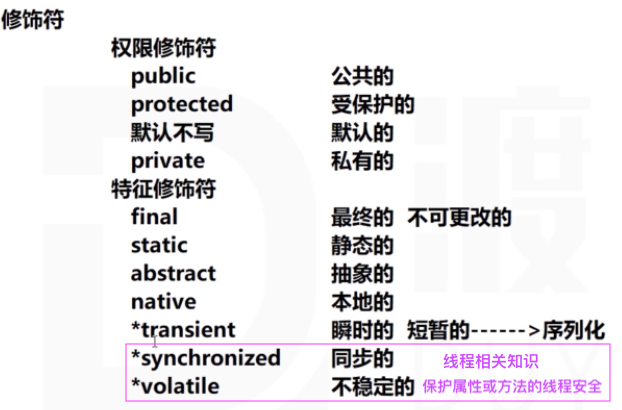 修饰符
权限修饰符
public 公共的
protected 受保护的
默认不写 默认的
private 私有的
特征修饰符
final 最终的 不可更改的
static 静态的
abstract 抽象的
native 本地的
*transient 瞬时的 短暂的------>序列化
*synchronized 同步的 线程相关知识
*volatile 不稳定的 保护属性或方法的线程安全
渡